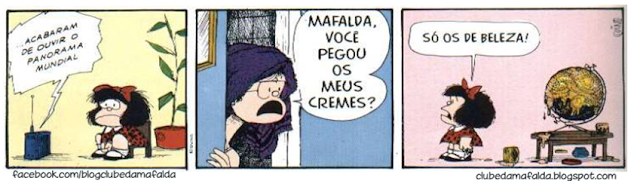 ...ACABARAM
DE OUVIR O
PANORAMA
MUNDIAL
MAFALDA,
VOCÊ
PEGOU
OS
MEUS
CREMES?
SÓ OS DE BELEZA!
facebook.com/blogclubedamafalda
clubedamafalda.blogspot.com